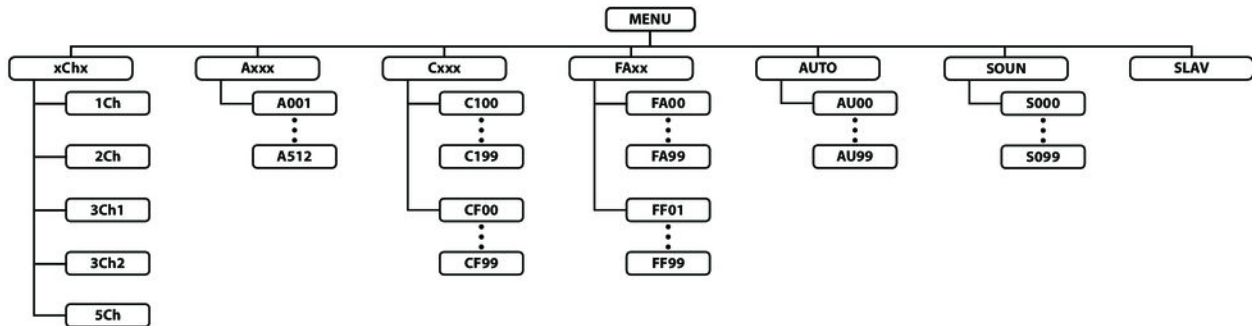 MENU
xChx Axxx Cxxx FAxx AUTO SOUN SLAV
1Ch A001 C100 FA00 AU00 S000
2Ch A512 C199 FA99 AU99 S099
3Ch1 CF00 FF01
3Ch2 CF99 FF99
5Ch